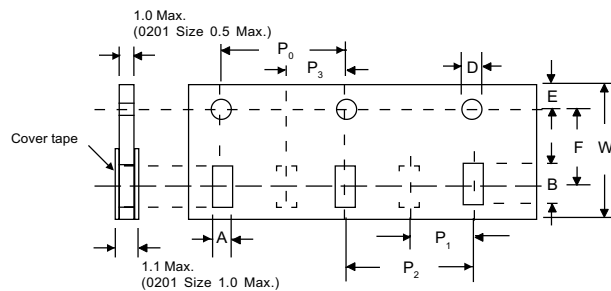 1.0 Max.
(0201 Size 0.5 Max.)
P0
P3
D
E
Cover tape
F
W
B
A
P1
P2
1.1 Max.
(0201 Size 1.0 Max.)